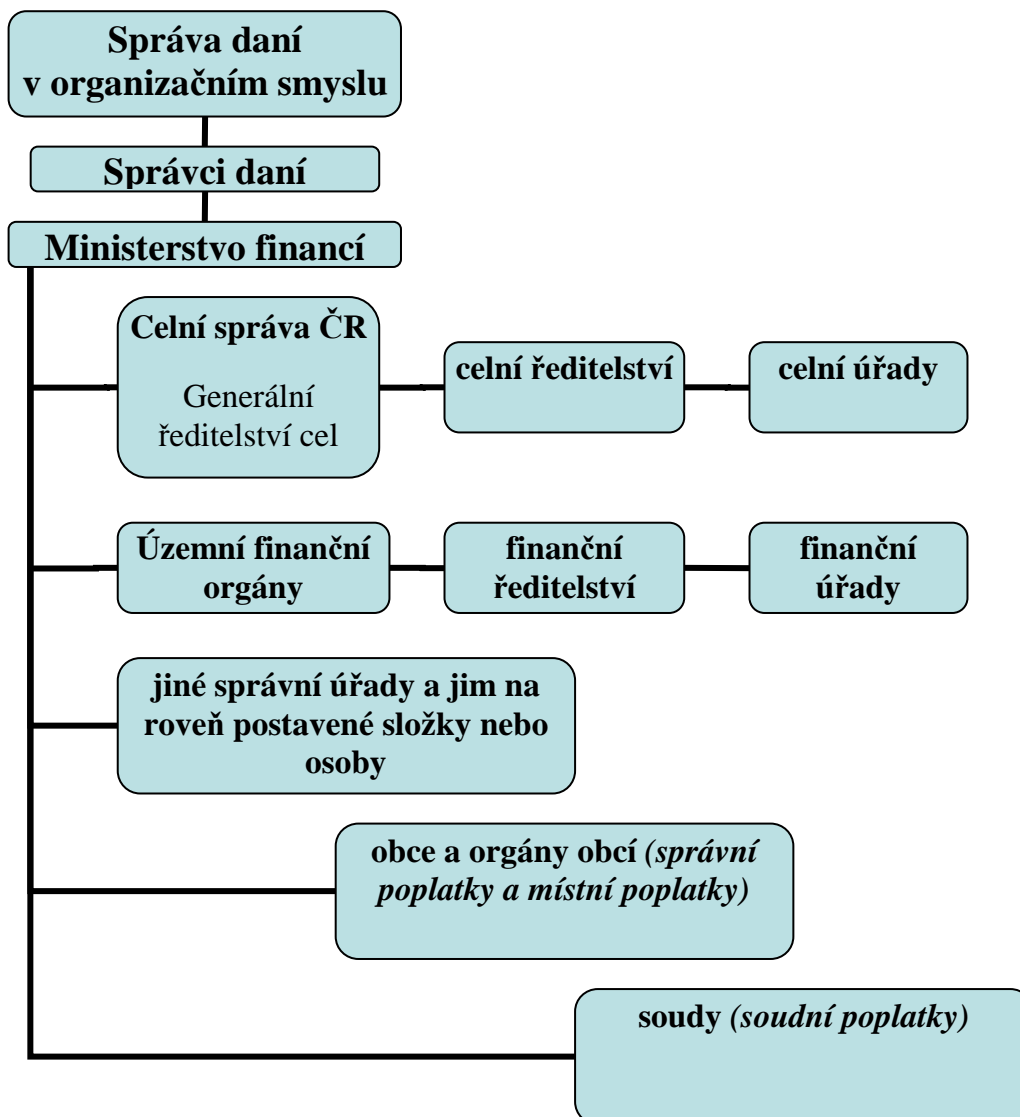 Správa daní
v organizačním smyslu
Správci daní
Ministerstvo financí
Celní správa ČR
Generální
ředitelství cel
celní ředitelství
celní úřady
Územní finanční
orgány
finanční
ředitelství
finanční
úřady
jiné správní úřady a jim na
roveň postavené složky nebo
osoby
obce a orgány obcí (správní
poplatky a místní poplatky)
soudy (soudní poplatky)